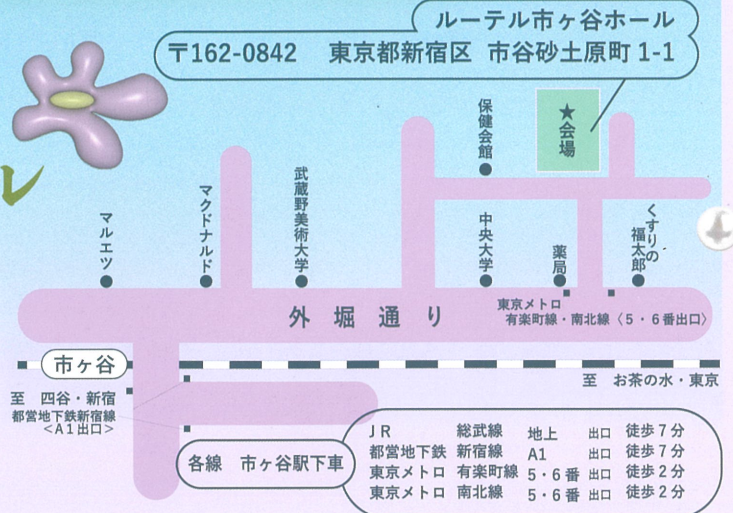 ルーテル市ヶ谷ホール
〒162-0842 東京都新宿区 市谷砂土原町 1-1
★会場
保健会館
武蔵野美術大学
マクドナルド
マルエツ
中央大学
薬局
くすりの
福太郎
外堀通り
東京メトロ
有楽町線・南北線〈5・6番出口〉
市ヶ谷
至 四谷・新宿
都営地下鉄新宿線
<A1出口>
至 お茶の水・東京
各線 市ヶ谷駅下車
JR 総武線 地上 出口 徒歩7分
都営地下鉄 新宿線 A1 出口 徒歩7分
東京メトロ 有楽町線 5・6番 出口 徒歩2分
東京メトロ 南北線 5・6番 出口 徒歩2分